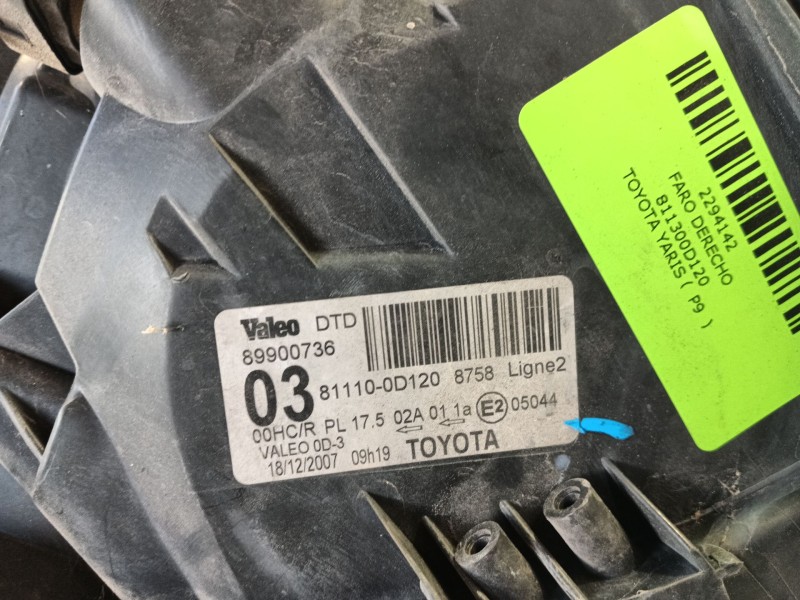 Valeo DTD
89900736
03 81110-0D120 8758 Ligne2
00HC/R PL 17.5 02A 01 1a E2 05044
VALEO 0D-3
18/12/2007 09h19 TOYOTA
2294142
FARO DERECHO
811300D120
TOYOTA YARIS ( P9 )